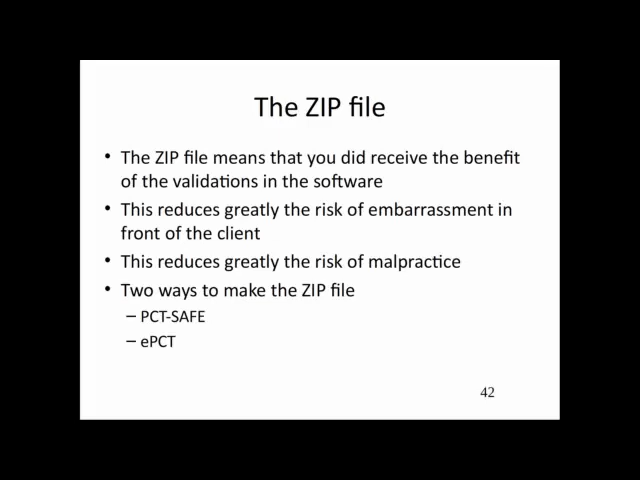 The ZIP file
• The ZIP file means that you did receive the benefit
of the validations in the software
• This reduces greatly the risk of embarrassment in
front of the client
• This reduces greatly the risk of malpractice
• Two ways to make the ZIP file
– PCT-SAFE
– ePCT
42